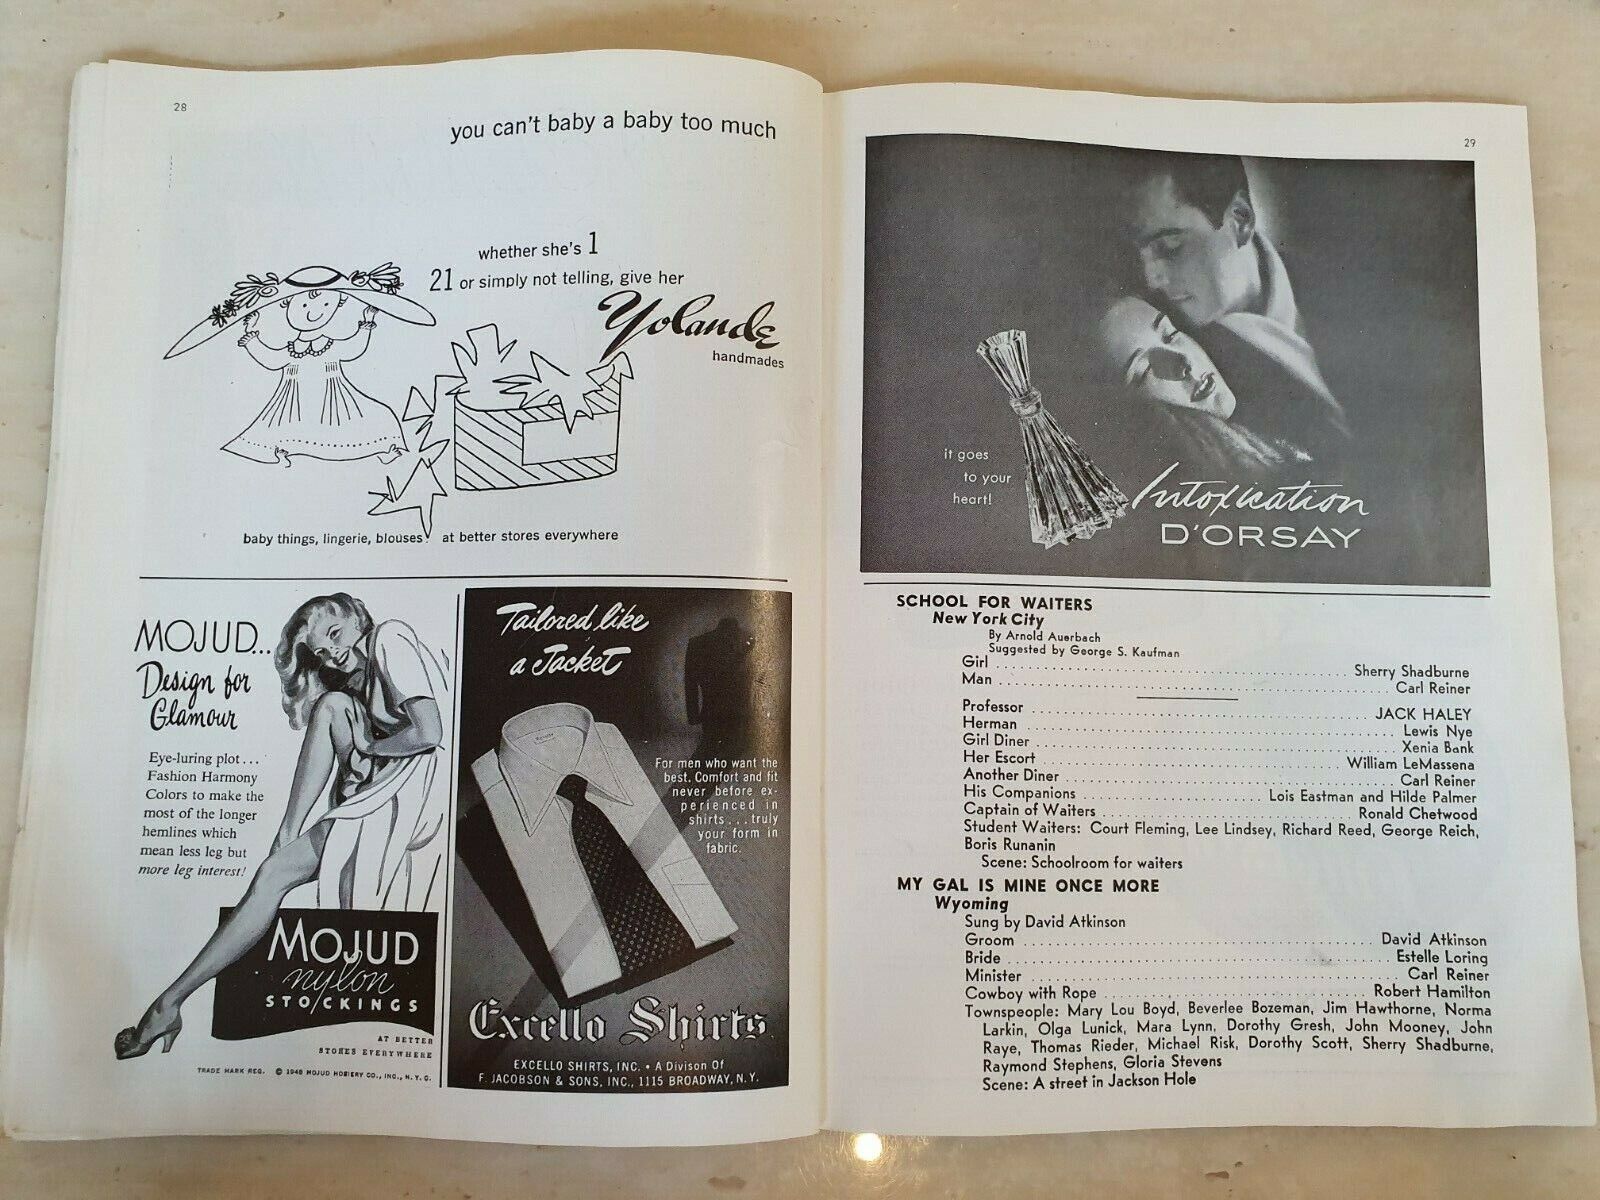 28
you can't baby a baby too much
whether she's 1
21 or simply not telling, give her
Yolande
handmades
baby things, lingerie, blouses. at better stores everywhere
MOJUD...
Design for
Glamour
Eye-luring plot...
Fashion Harmony
Colors to make the
most of the longer
hemlines which
mean less leg but
more leg interest!
MOJUD
nylon
STOCKINGS
AT BETTER
STORES EVERYWHERE
TRADE MARK REG. © 1948 MOJUD HOSIERY CO., INC., N. Y. C.
Tailored like
a Jacket
For men who want the
best. Comfort and fit
never before ex-
perienced in
shirts...truly
your form in
fabric.
Excello Shirts
EXCELLO SHIRTS, INC. • A Divison Of
F. JACOBSON & SONS, INC., 1115 BROADWAY, N. Y.
29
it goes
to your
heart!
Intoxication
D'ORSAY
SCHOOL FOR WAITERS
New York City
By Arnold Auerbach
Suggested by George S. Kaufman
Girl ........ Sherry Shadburne
Man ........ Carl Reiner
Professor ........ JACK HALEY
Herman ........ Lewis Nye
Girl Diner ........ Xenia Bank
Her Escort ........ William LeMassena
Another Diner ........ Carl Reiner
His Companions ........ Lois Eastman and Hilde Palmer
Captain of Waiters ........ Ronald Chetwood
Student Waiters: Court Fleming, Lee Lindsey, Richard Reed, George Reich,
Boris Runanin
Scene: Schoolroom for waiters
MY GAL IS MINE ONCE MORE
Wyoming
Sung by David Atkinson
Groom ........ David Atkinson
Bride ........ Estelle Loring
Minister ........ Carl Reiner
Cowboy with Rope ........ Robert Hamilton
Townspeople: Mary Lou Boyd, Beverlee Bozeman, Jim Hawthorne, Norma
Larkin, Olga Lunick, Mara Lynn, Dorothy Gresh, John Mooney, John
Raye, Thomas Rieder, Michael Risk, Dorothy Scott, Sherry Shadburne,
Raymond Stephens, Gloria Stevens
Scene: A street in Jackson Hole